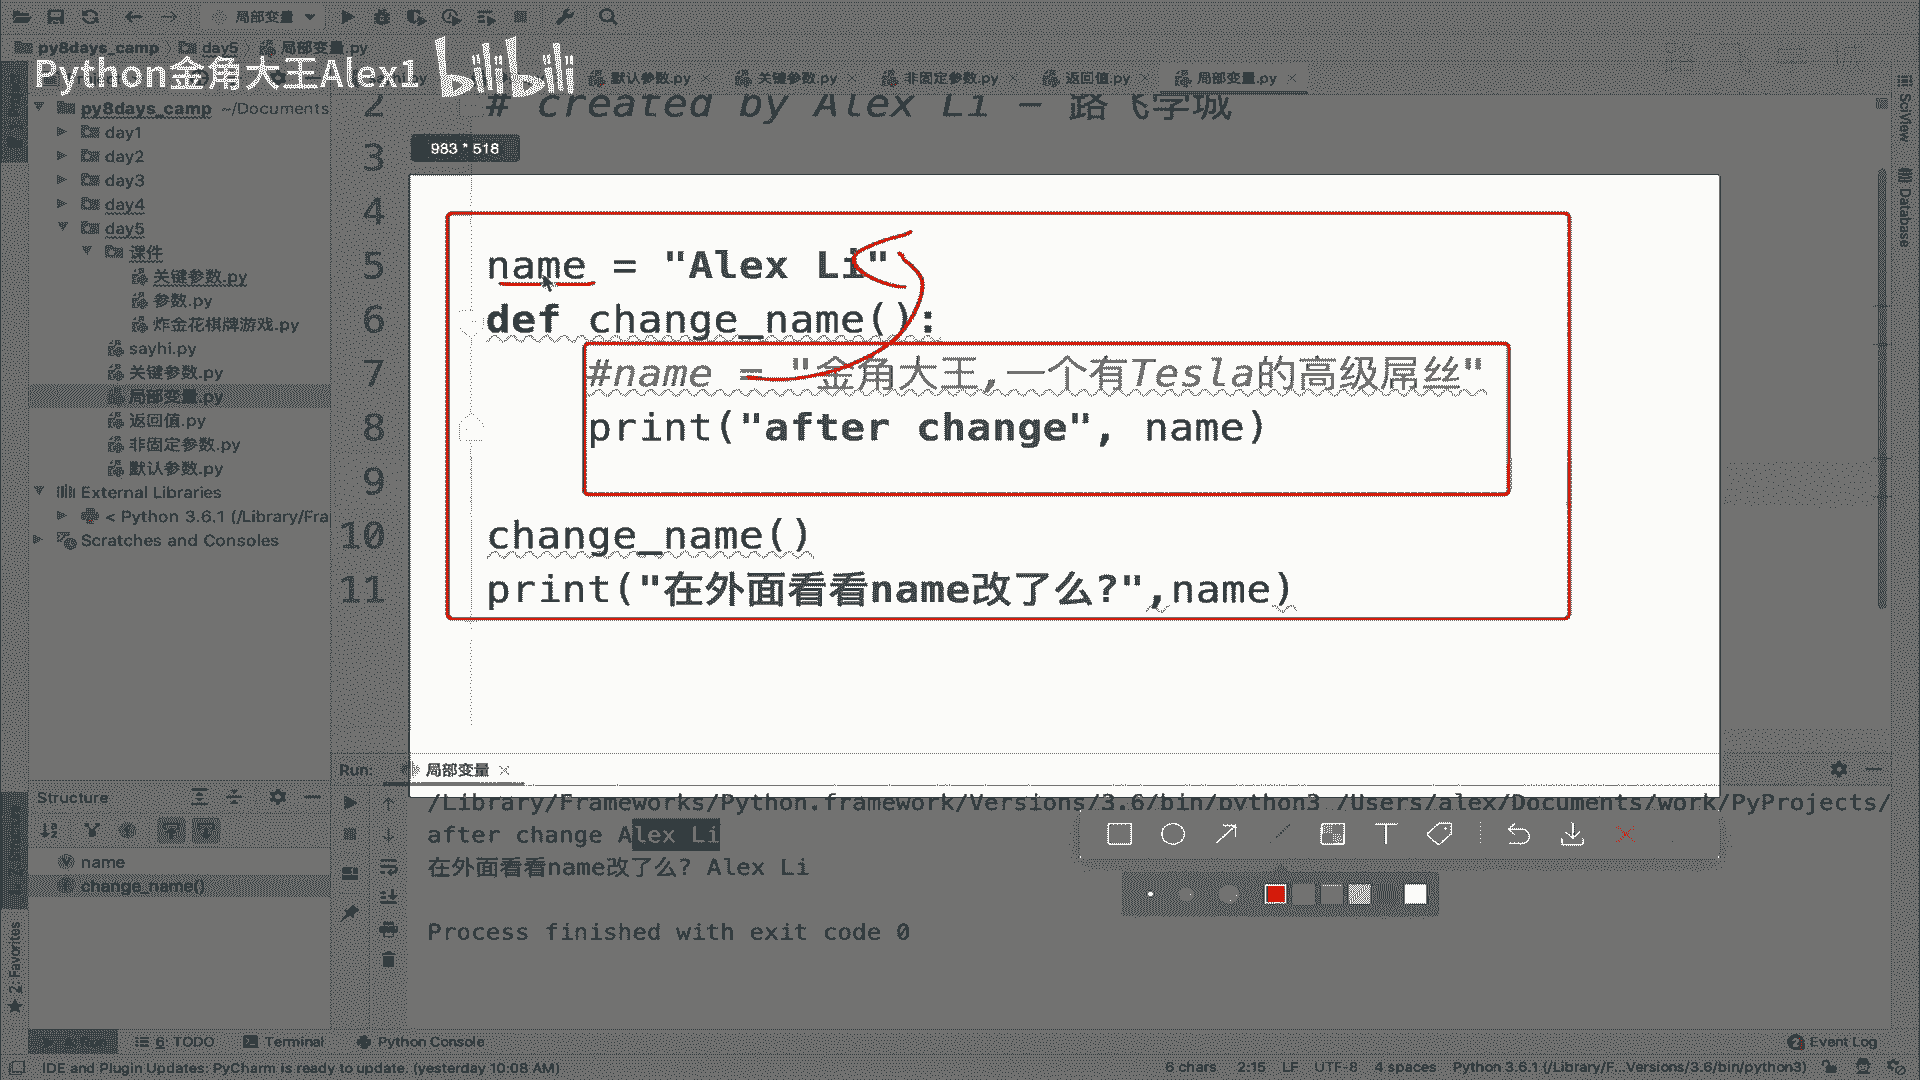 局部变量
py8days_camp day5 局部变量.py
Python金角大王Alex1 bilibili
默认参数.py 关键参数.py 非固定参数.py 返回值.py 局部变量.py
py8days_camp ~/Documents
day1
day2
day3
day4
day5
课件
关键参数.py
参数.py
炸金花棋牌游戏.py
sayhi.py
关键参数.py
局部变量.py
返回值.py
非固定参数.py
默认参数.py
External Libraries
< Python 3.6.1 (/Library/Fra
Scratches and Consoles
2 # created by Alex Li – 路飞学城
3
983 * 518
4
5 name = "Alex Li"
6 def change_name():
7 #name = "金角大王,一个有Tesla的高级屌丝"
8 print("after change", name)
9
10 change_name()
11 print("在外面看看name改了么?",name)
SciView
Database
Structure
name
change_name()
2: Favorites
Run: 局部变量
/Library/Frameworks/Python.framework/Versions/3.6/bin/python3 /Users/alex/Documents/work/PyProjects/
after change Alex Li
在外面看看name改了么? Alex Li
Process finished with exit code 0
6: TODO Terminal Python Console
2 Event Log
IDE and Plugin Updates: PyCharm is ready to update. (yesterday 10:08 AM)
6 chars 2:15 LF UTF-8 4 spaces Python 3.6.1 (/Library/F...Versions/3.6/bin/python3)